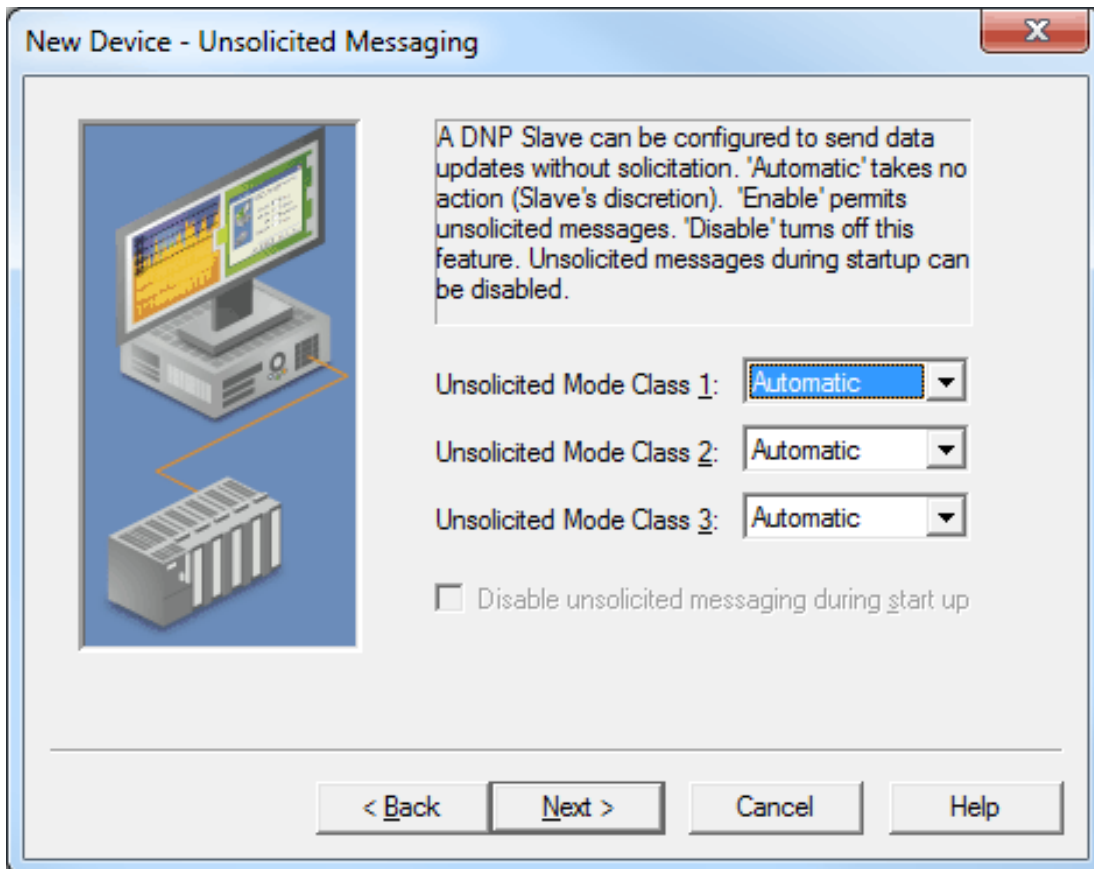 New Device - Unsolicited Messaging
A DNP Slave can be configured to send data
updates without solicitation. 'Automatic' takes no
action (Slave's discretion).  'Enable' permits
unsolicited messages. 'Disable' turns off this
feature. Unsolicited messages during startup can
be disabled.
Unsolicited Mode Class 1: Automatic
Unsolicited Mode Class 2: Automatic
Unsolicited Mode Class 3: Automatic
Disable unsolicited messaging during start up
< Back Next > Cancel Help